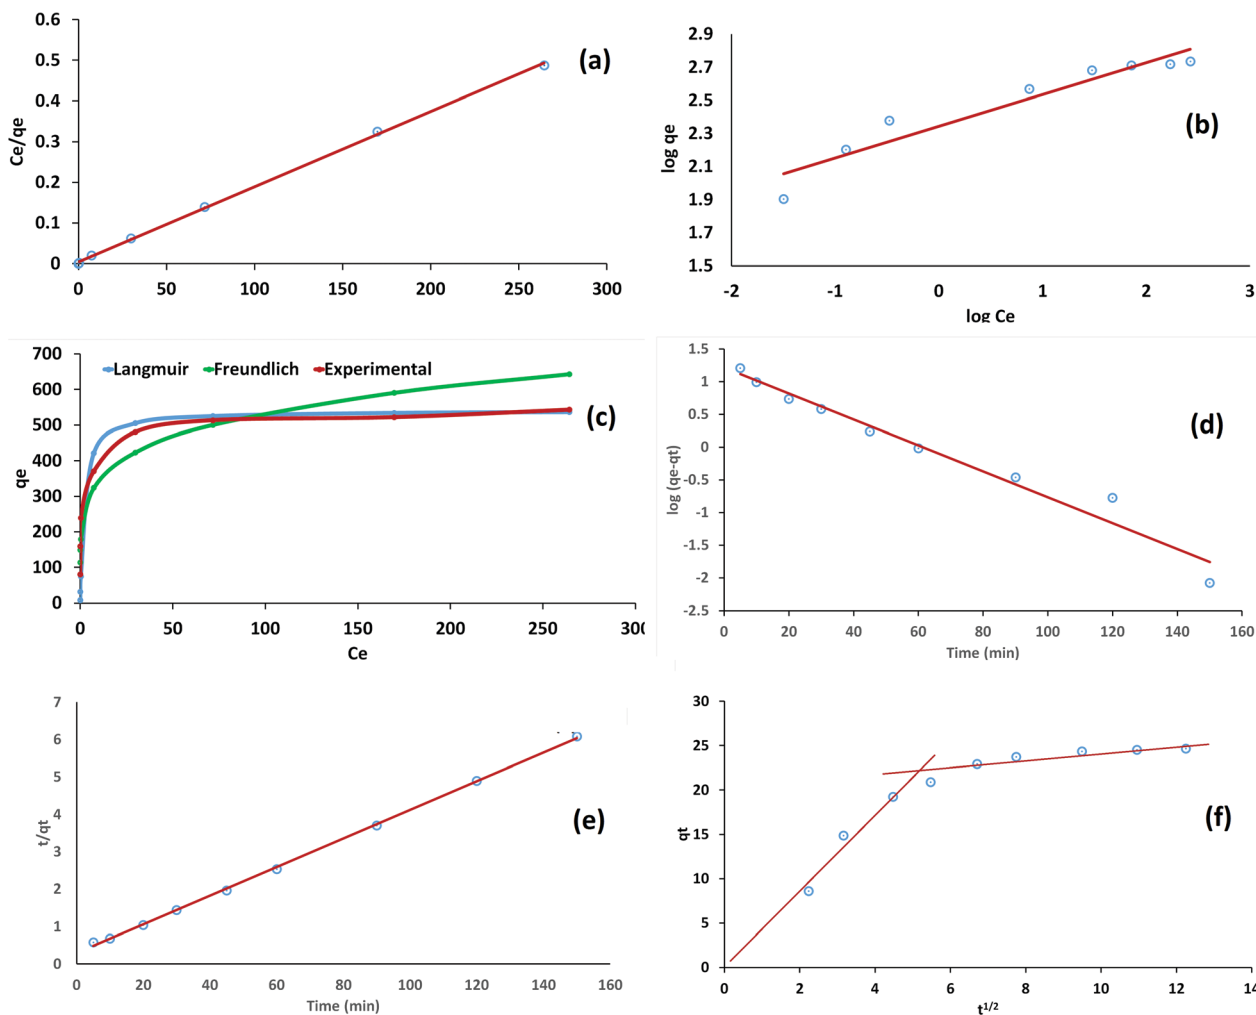 0.6
0.5
0.4
0.3
0.2
0.1
0
Ce/qe
(a)
0 50 100 150 200 250 300
2.9
2.7
2.5
2.3
2.1
1.9
1.7
1.5
log qe
(b)
-2 -1 0 1 2 3
log Ce
700
600
500
400
300
200
100
0
qe
Langmuir Freundlich Experimental
(c)
0 50 100 150 200 250 300
Ce
1.5
1
0.5
0
-0.5
-1
-1.5
-2
-2.5
log (qe-qt)
(d)
0 20 40 60 80 100 120 140 160
Time (min)
7
6
5
4
3
2
1
0
t/qt
(e)
0 20 40 60 80 100 120 140 160
Time (min)
30
25
20
15
10
5
0
qt
(f)
0 2 4 6 8 10 12 14
t^1/2